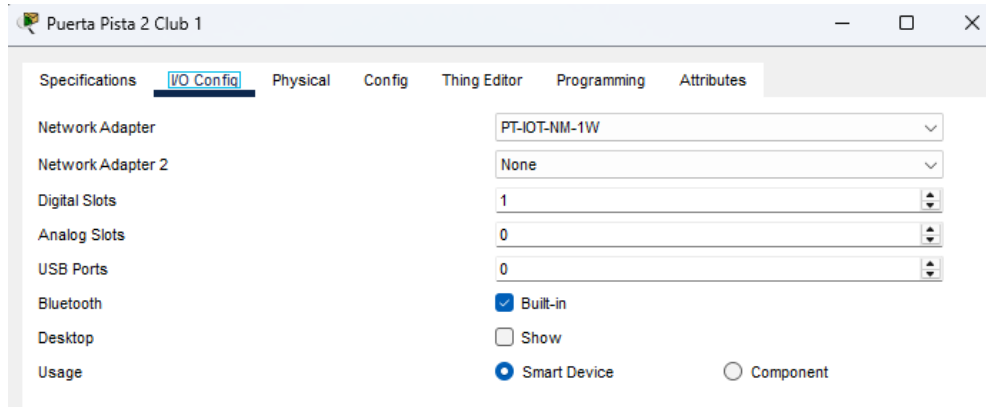 Puerta Pista 2 Club 1
Specifications I/O Config Physical Config Thing Editor Programming Attributes
Network Adapter PT-IOT-NM-1W
Network Adapter 2 None
Digital Slots 1
Analog Slots 0
USB Ports 0
Bluetooth Built-in
Desktop Show
Usage Smart Device Component